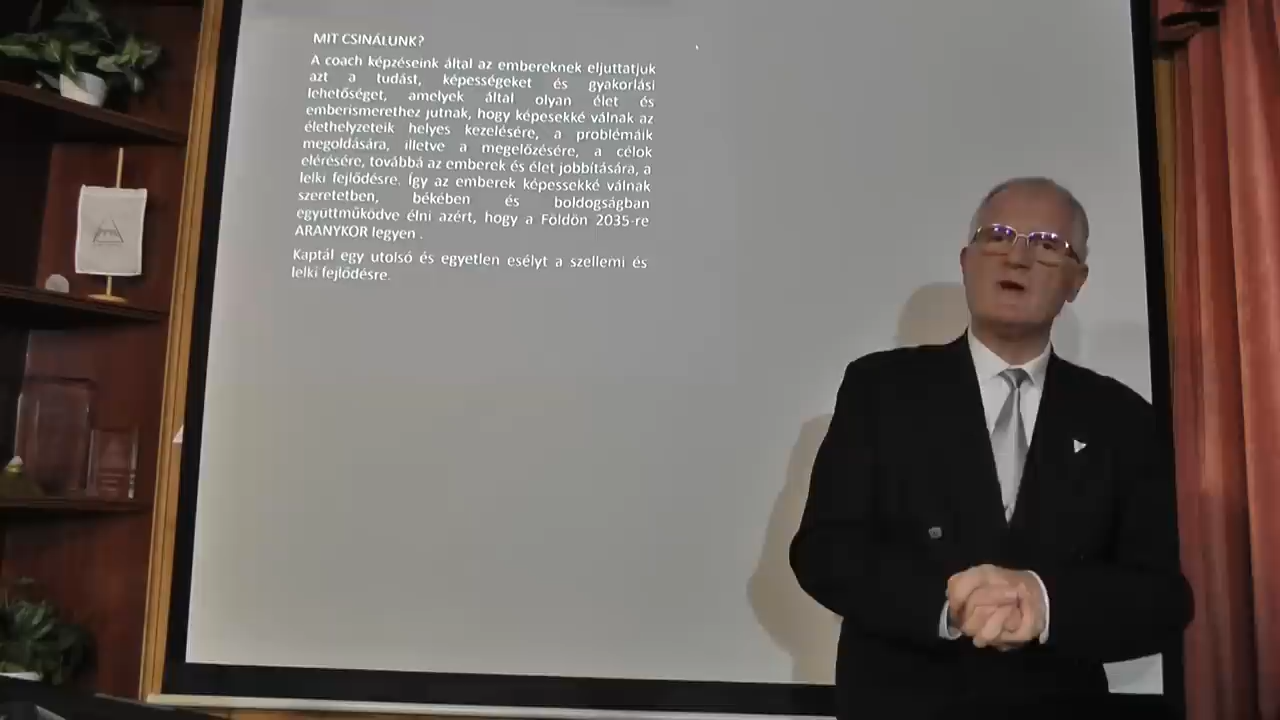 MIT CSINÁLUNK?
A coach képzéseink által az embereknek eljuttatjuk
azt a tudást, képességeket és gyakorlási
lehetőséget, amelyek által olyan élet és
emberismerethez jutnak, hogy képesekké válnak az
élethelyzeteik helyes kezelésére, a problémáik
megoldására, illetve a megelőzésére, a célok
elérésére, továbbá az emberek és élet jobbítására, a
lelki fejlődésre. Így az emberek képessekké válnak
szeretetben, békében és boldogságban
együttműködve élni azért, hogy a Földön 2035-re
ARANYKOR legyen .
Kaptál egy utolsó és egyetlen esélyt a szellemi és
lelki fejlődésre.